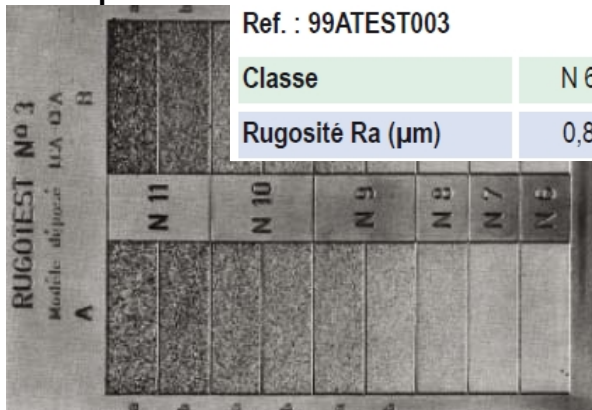 Ref. : 99ATEST003
Classe N 6
Rugosité Ra (µm) 0,8
RUGOTEST Nº 3
Modèle déposé
A
B
N 11
N 10
N 9
N 8
N 7
N 6